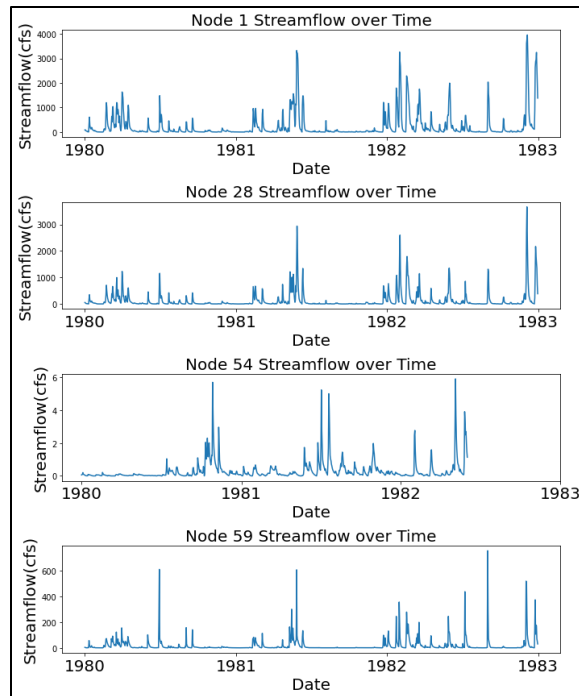 Node 1 Streamflow over Time
Streamflow(cfs)
4000
3000
2000
1000
0
1980 1981 1982 1983
Date
Node 28 Streamflow over Time
Streamflow(cfs)
3000
2000
1000
0
1980 1981 1982 1983
Date
Node 54 Streamflow over Time
Streamflow(cfs)
6
4
2
0
1980 1981 1982 1983
Date
Node 59 Streamflow over Time
Streamflow(cfs)
600
400
200
0
1980 1981 1982 1983
Date